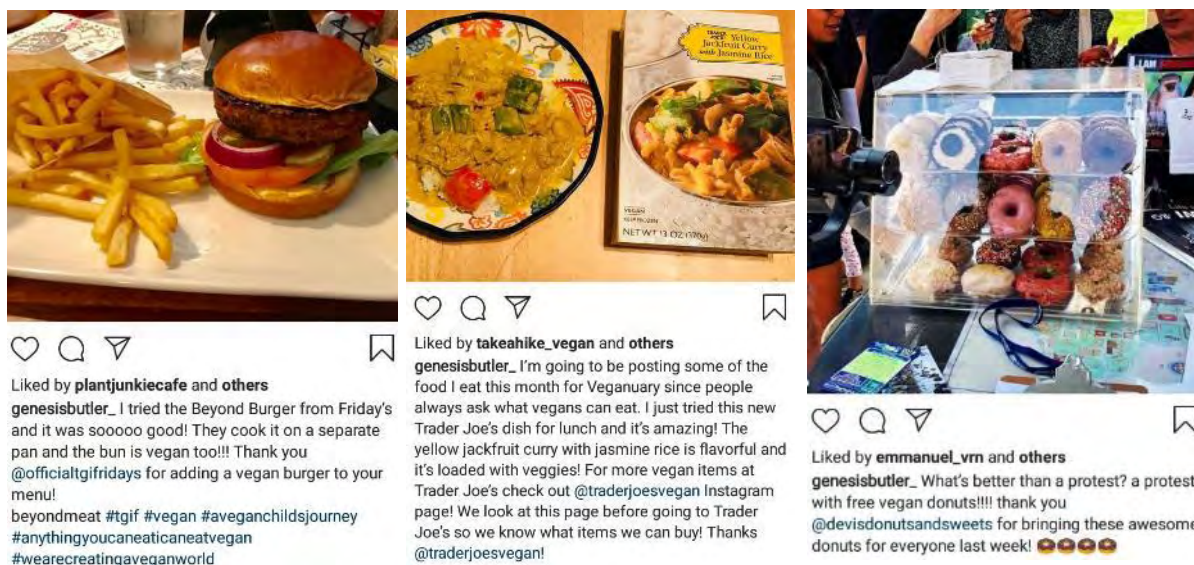 TRADER JOE'S Yellow
Jackfruit Curry
with Jasmine Rice
VEGAN
KEEP FROZEN
NET WT 13 OZ (370g)
I AM
Liked by plantjunkiecafe and others
genesisbutler_ I tried the Beyond Burger from Friday's
and it was sooooo good! They cook it on a separate
pan and the bun is vegan too!!! Thank you
@officialtgifridays for adding a vegan burger to your
menu!
beyondmeat #tgif #vegan #aveganchildsjourney
#anythingyoucaneaticaneatvegan
#wearecreatingaveganworld
Liked by takeahike_vegan and others
genesisbutler_ I'm going to be posting some of the
food I eat this month for Veganuary since people
always ask what vegans can eat. I just tried this new
Trader Joe's dish for lunch and it's amazing! The
yellow jackfruit curry with jasmine rice is flavorful and
it's loaded with veggies! For more vegan items at
Trader Joe's check out @traderjoesvegan Instagram
page! We look at this page before going to Trader
Joe's so we know what items we can buy! Thanks
@traderjoesvegan!
Liked by emmanuel_vrn and others
genesisbutler_ What's better than a protest? a protest
with free vegan donuts!!!! thank you
@devisdonutsandsweets for bringing these awesome
donuts for everyone last week! 🍩🍩🍩🍩